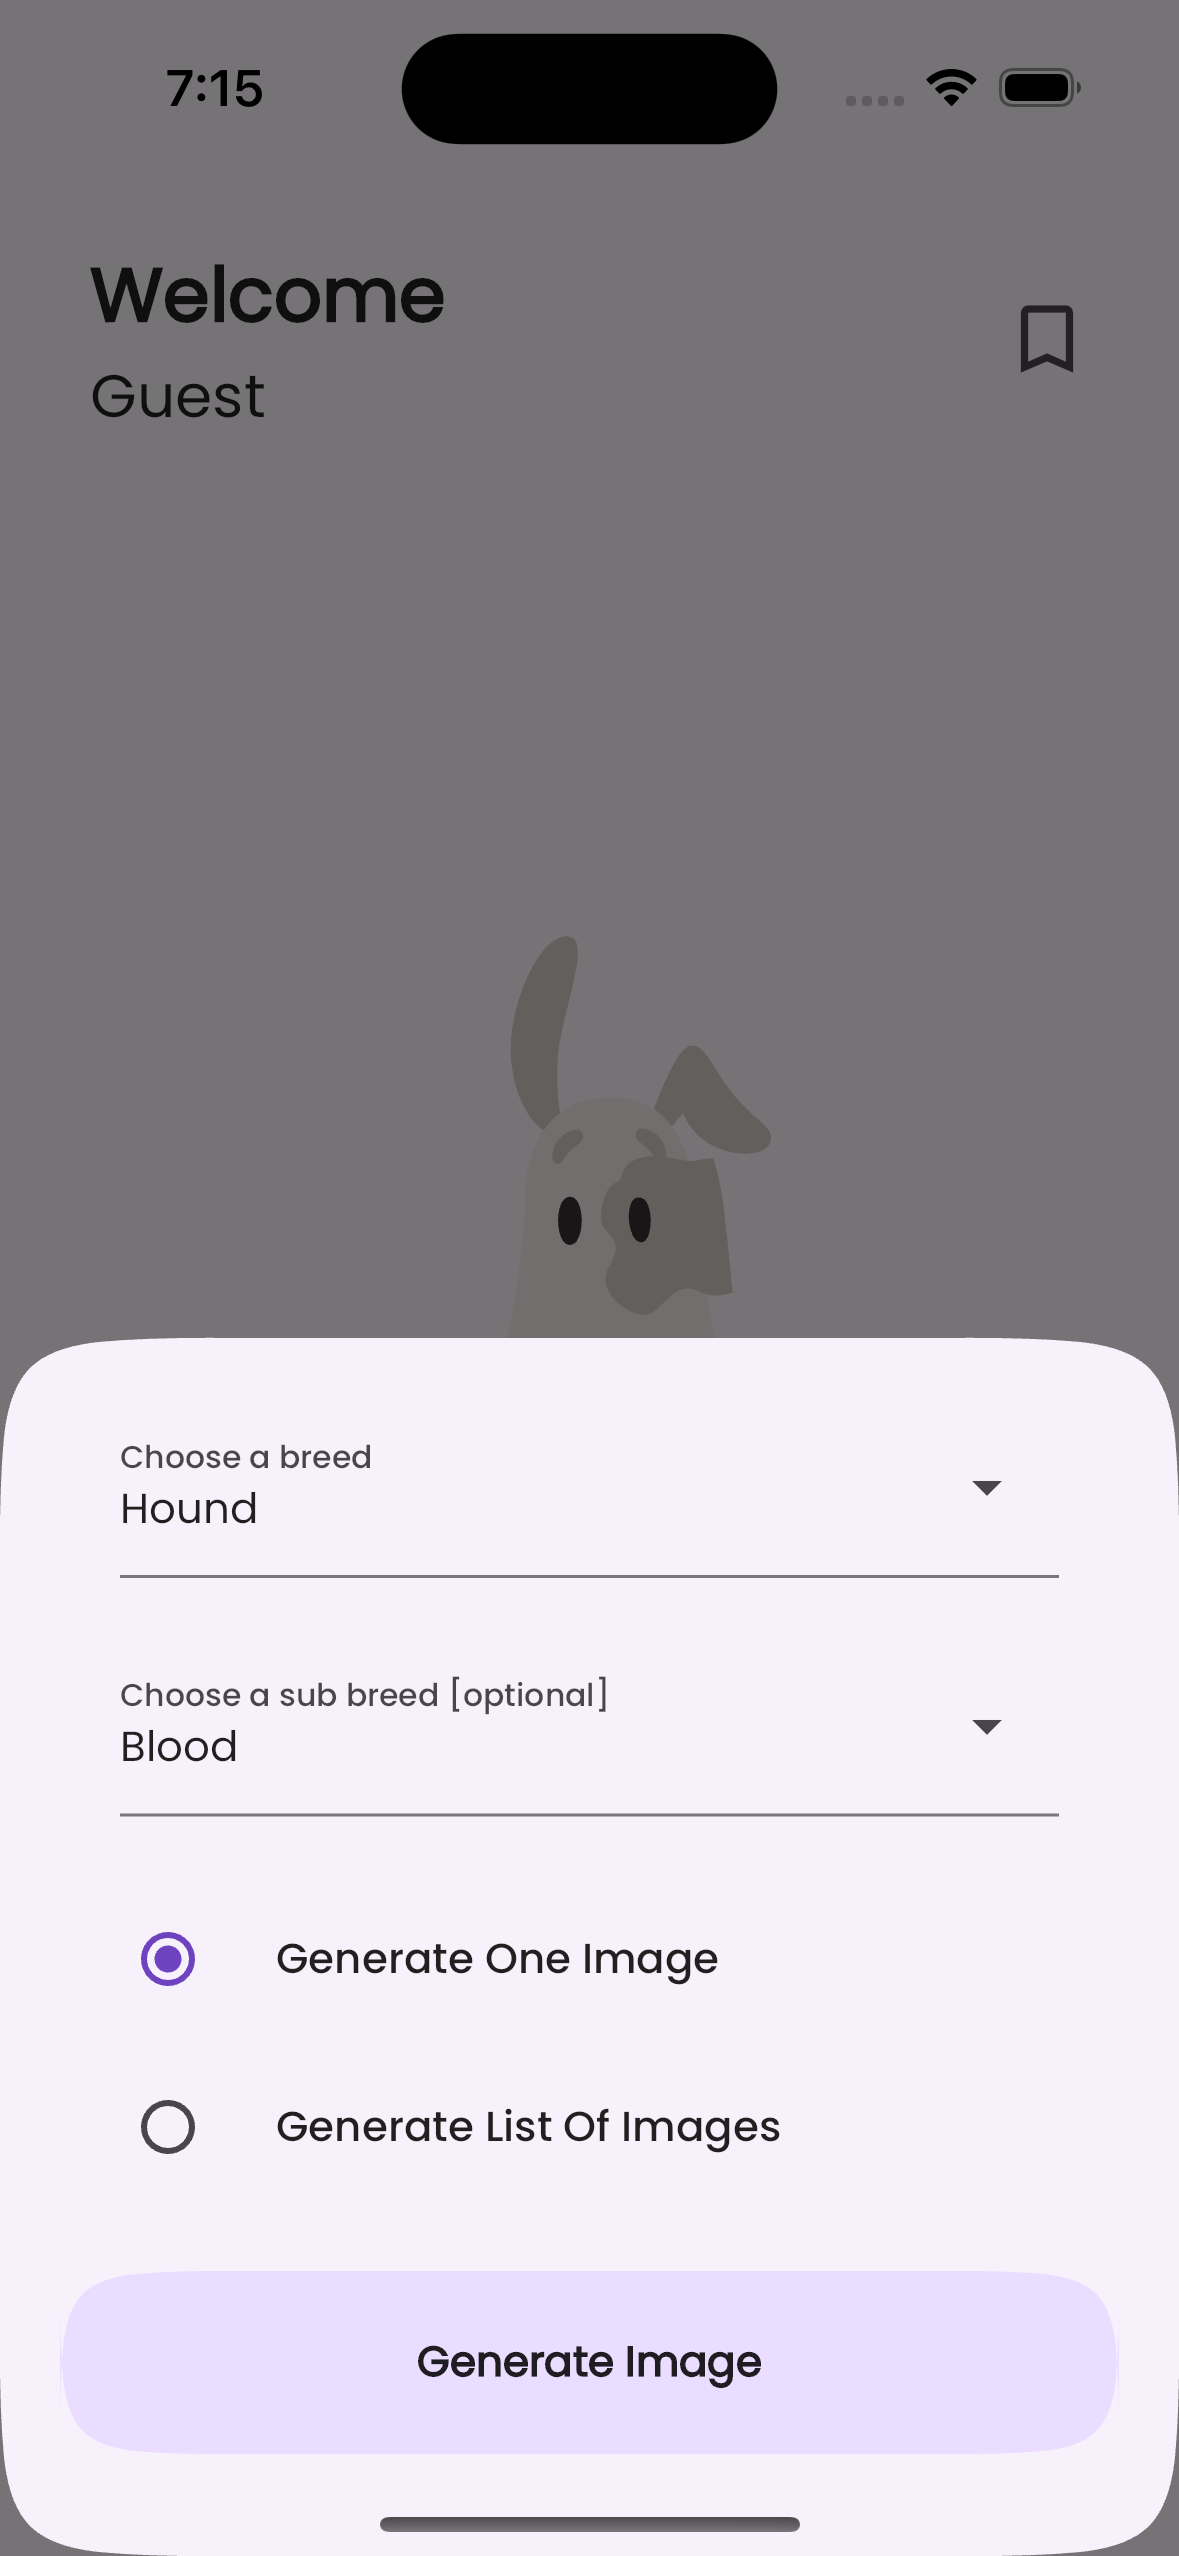 7:15
Welcome
Guest
Choose a breed
Hound
Choose a sub breed [optional]
Blood
Generate One Image
Generate List Of Images
Generate Image